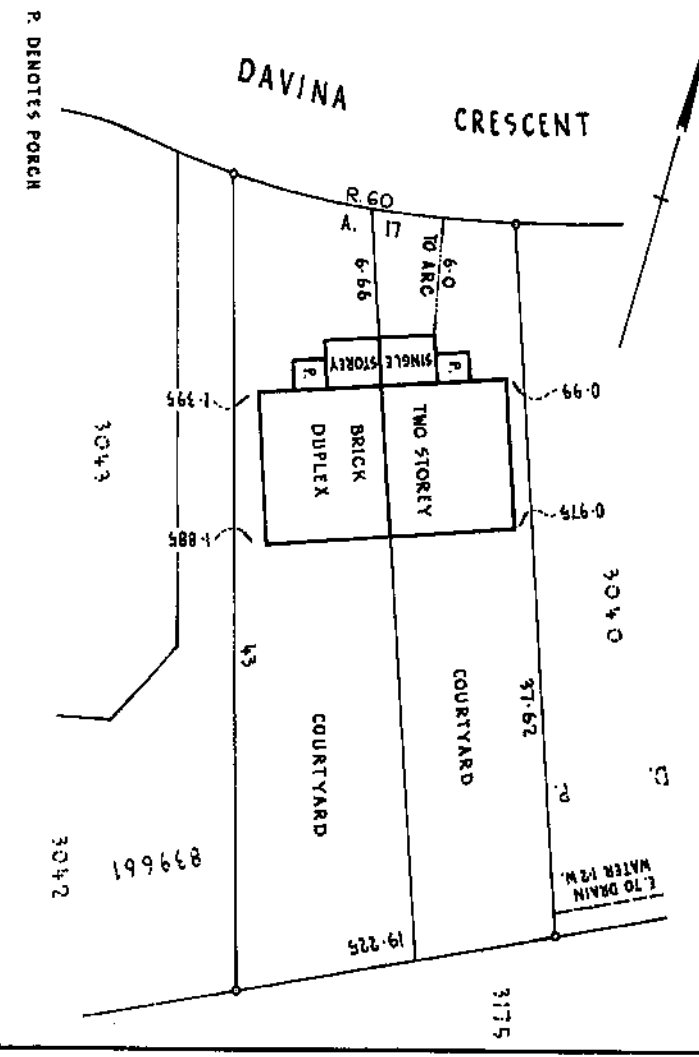 P. DENOTES PORCH
DAVINA CRESCENT
R. 60
A. 17
6·66
6·0
TO ARC
SINGLE STOREY
P.
P.
1·395
0·99
TWO STOREY
BRICK
DUPLEX
1·885
0·975
3043
3040
43
37·62
COURTYARD
COURTYARD
D.
P.
839661
3042
E. TO DRAIN
WATER 1·2 W.
19·225
3175